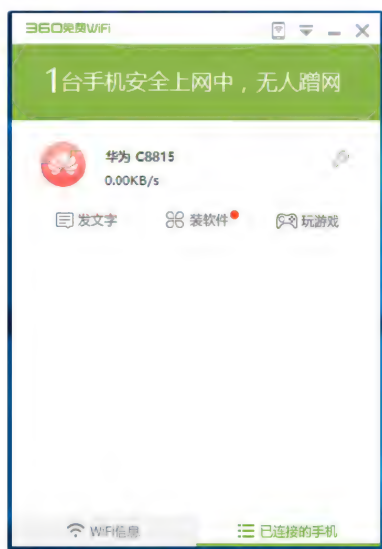 360免费WiFi
1台手机安全上网中，无人蹭网
华为 C8815
0.00KB/s
发文字 装软件 玩游戏
WiFi信息 已连接的手机